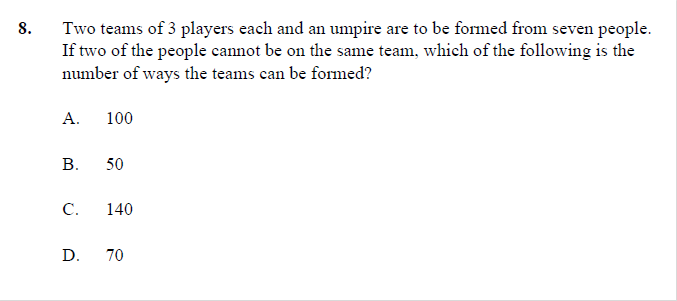 8. Two teams of 3 players each and an umpire are to be formed from seven people.
If two of the people cannot be on the same team, which of the following is the
number of ways the teams can be formed?
A. 100
B. 50
C. 140
D. 70